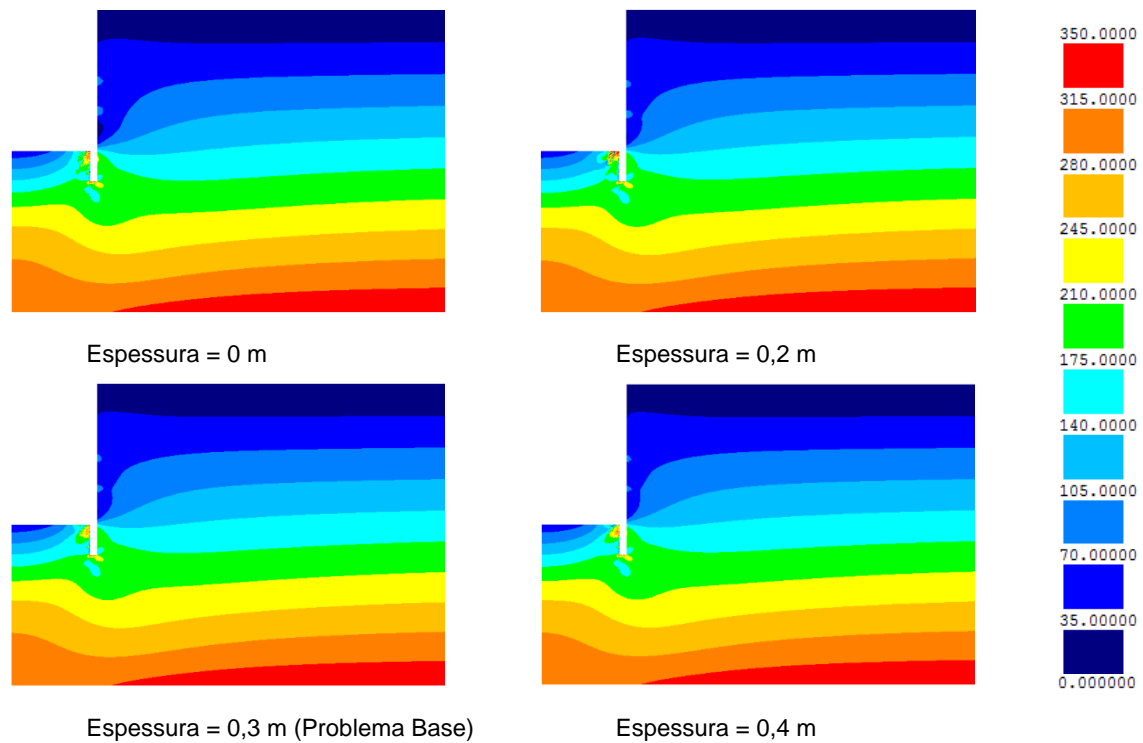 350.0000
315.0000
280.0000
245.0000
210.0000
175.0000
140.0000
105.0000
70.00000
35.00000
0.000000
Espessura = 0 m
Espessura = 0,2 m
Espessura = 0,3 m (Problema Base)
Espessura = 0,4 m